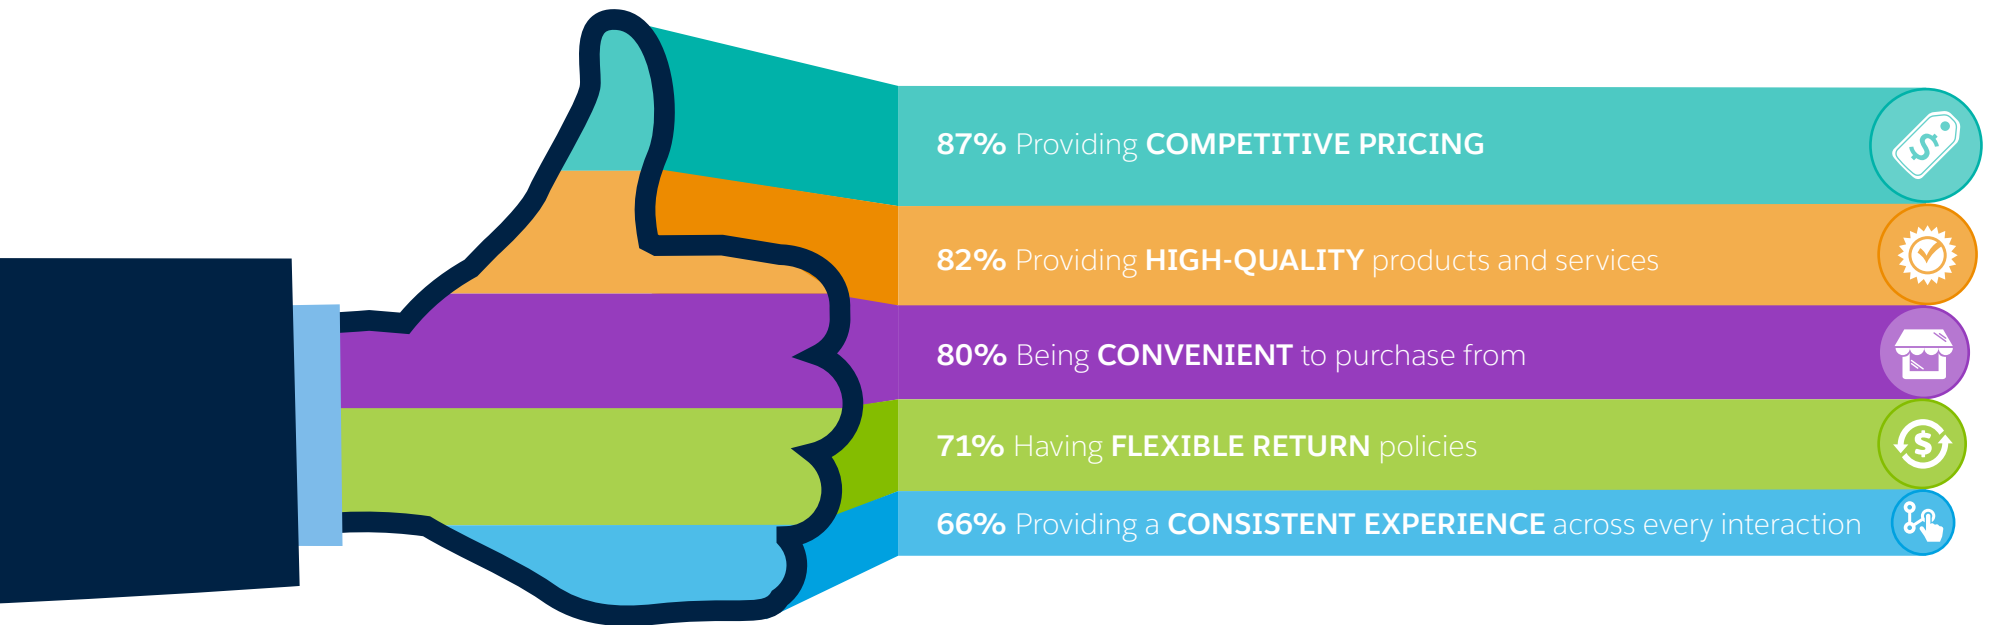 87% Providing COMPETITIVE PRICING
82% Providing HIGH-QUALITY products and services
80% Being CONVENIENT to purchase from
71% Having FLEXIBLE RETURN policies
66% Providing a CONSISTENT EXPERIENCE across every interaction